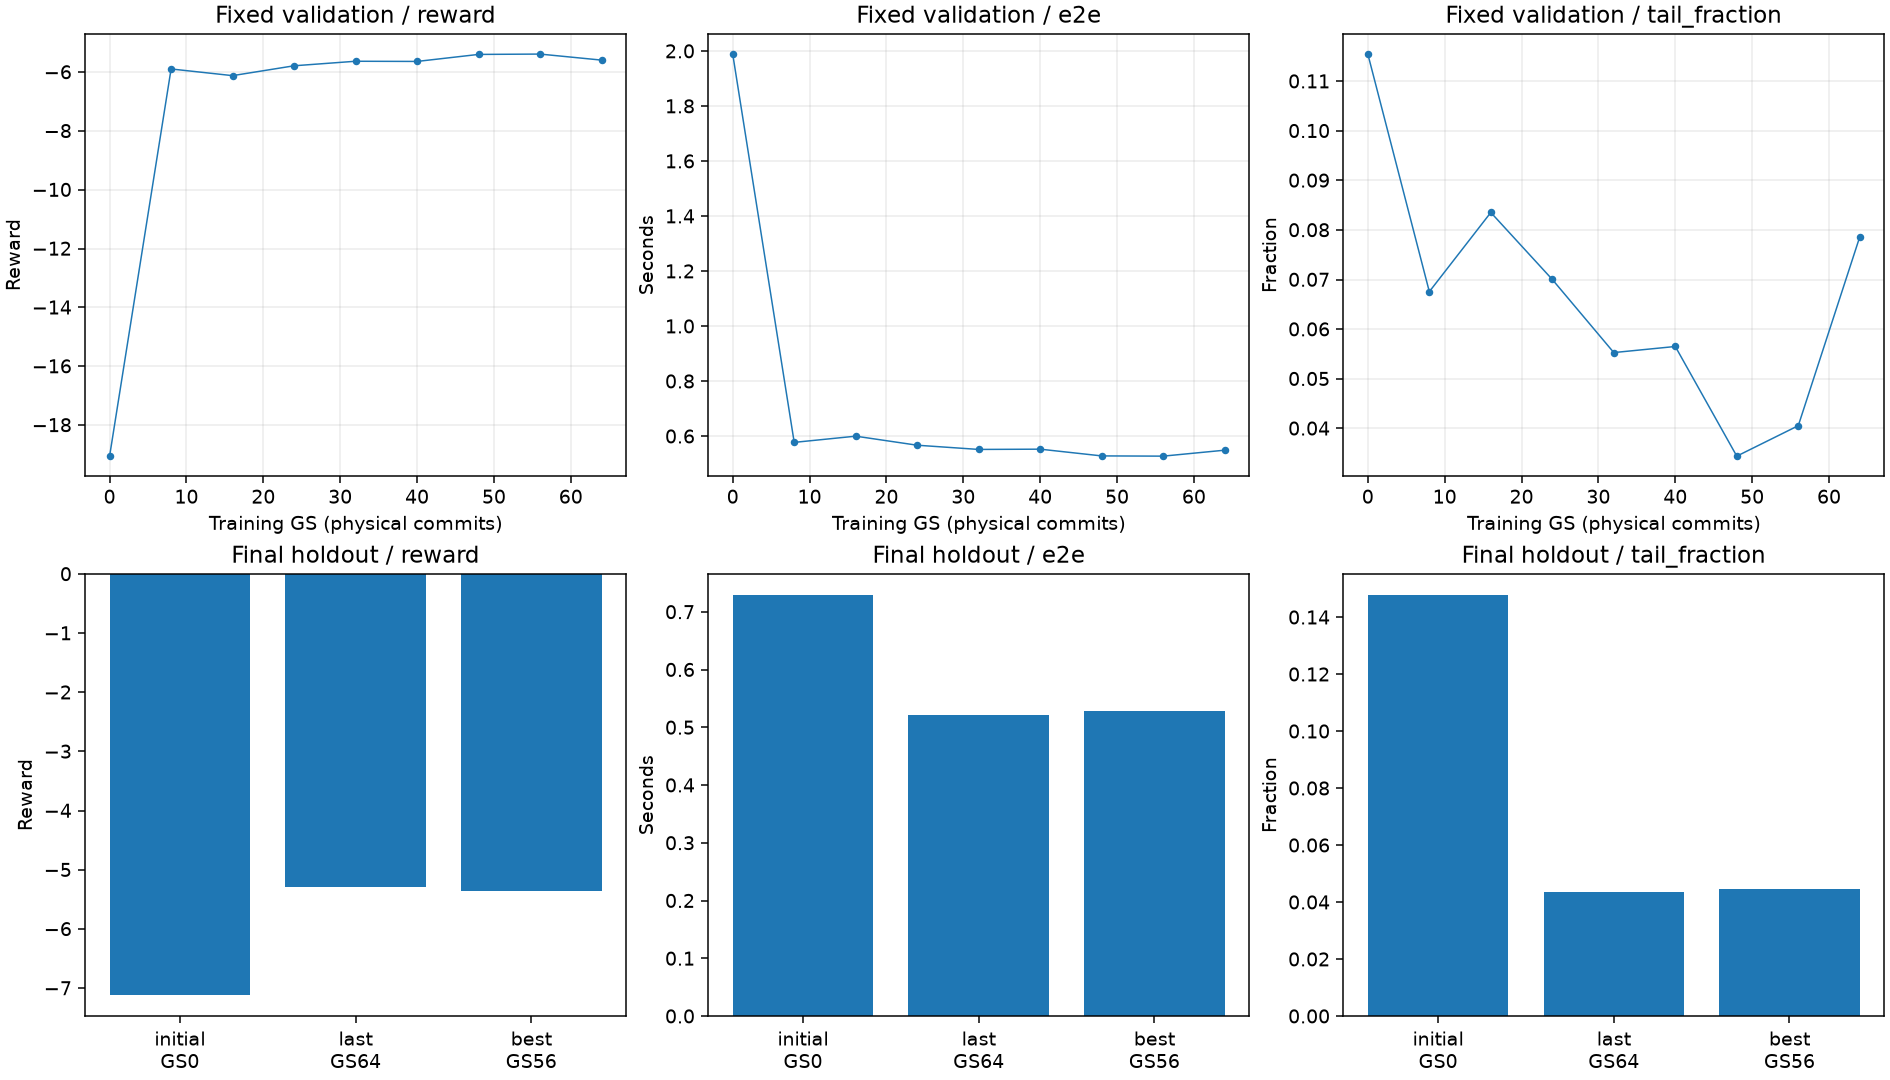 Fixed validation / reward
Reward
−6
−8
−10
−12
−14
−16
−18
0 10 20 30 40 50 60
Training GS (physical commits)
Fixed validation / e2e
Seconds
2.0
1.8
1.6
1.4
1.2
1.0
0.8
0.6
0 10 20 30 40 50 60
Training GS (physical commits)
Fixed validation / tail_fraction
Fraction
0.11
0.10
0.09
0.08
0.07
0.06
0.05
0.04
0 10 20 30 40 50 60
Training GS (physical commits)
Final holdout / reward
Reward
0
−1
−2
−3
−4
−5
−6
−7
initial last best
GS0 GS64 GS56
Final holdout / e2e
Seconds
0.7
0.6
0.5
0.4
0.3
0.2
0.1
0.0
initial last best
GS0 GS64 GS56
Final holdout / tail_fraction
Fraction
0.14
0.12
0.10
0.08
0.06
0.04
0.02
0.00
initial last best
GS0 GS64 GS56